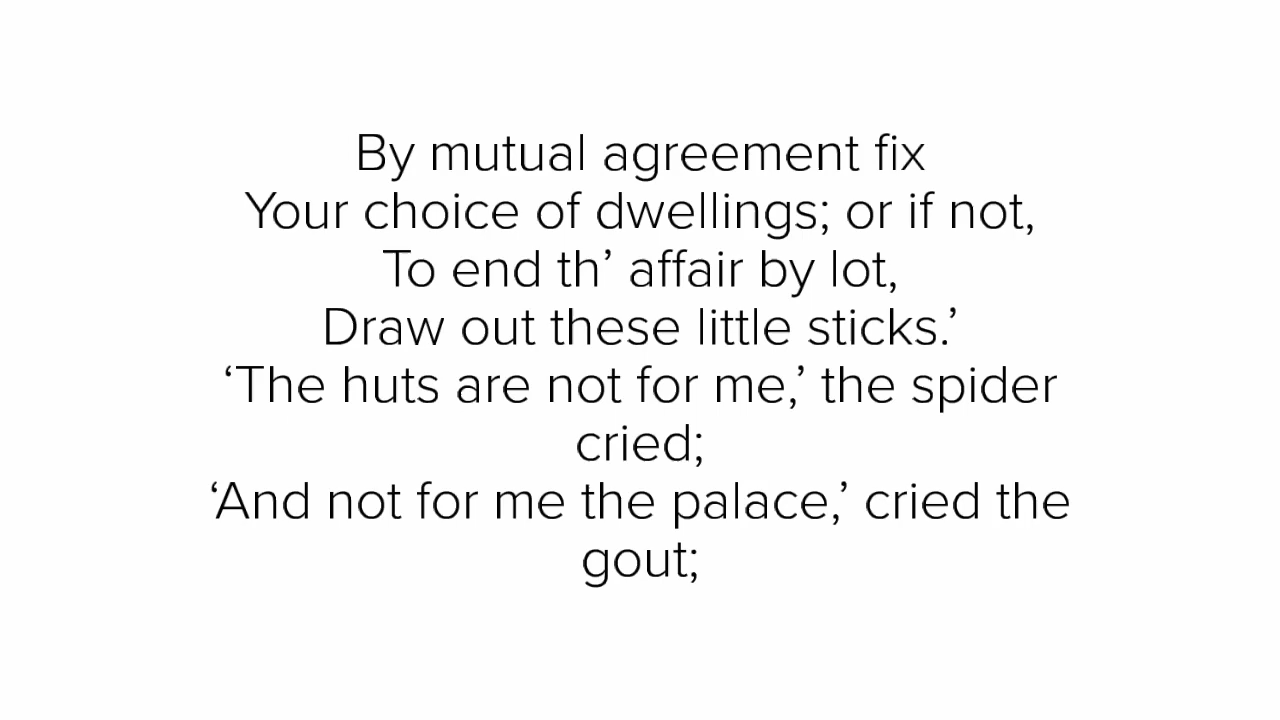 By mutual agreement fix
Your choice of dwellings; or if not,
To end th’ affair by lot,
Draw out these little sticks.’
‘The huts are not for me,’ the spider
cried;
‘And not for me the palace,’ cried the
gout;